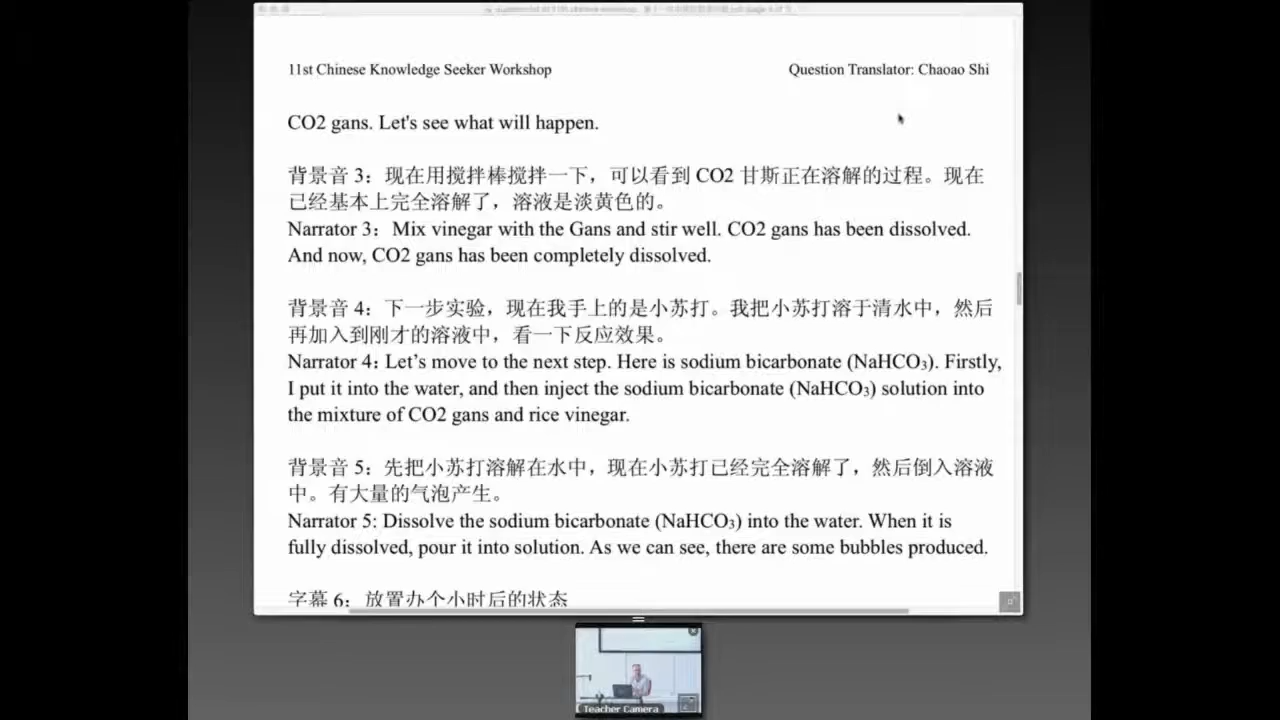 11st Chinese Knowledge Seeker Workshop
Question Translator: Chaoao Shi
CO2 gans. Let's see what will happen.
背景音 3：现在用搅拌棒搅拌一下，可以看到 CO2 甘斯正在溶解的过程。现在
已经基本上完全溶解了，溶液是淡黄色的。
Narrator 3：Mix vinegar with the Gans and stir well. CO2 gans has been dissolved.
And now, CO2 gans has been completely dissolved.
背景音 4：下一步实验，现在我手上的是小苏打。我把小苏打溶于清水中，然后
再加入到刚才的溶液中，看一下反应效果。
Narrator 4: Let’s move to the next step. Here is sodium bicarbonate (NaHCO₃). Firstly,
I put it into the water, and then inject the sodium bicarbonate (NaHCO₃) solution into
the mixture of CO2 gans and rice vinegar.
背景音 5：先把小苏打溶解在水中，现在小苏打已经完全溶解了，然后倒入溶液
中。有大量的气泡产生。
Narrator 5: Dissolve the sodium bicarbonate (NaHCO₃) into the water. When it is
fully dissolved, pour it into solution. As we can see, there are some bubbles produced.
字幕 6：放置办个小时后的状态
Teacher Camera